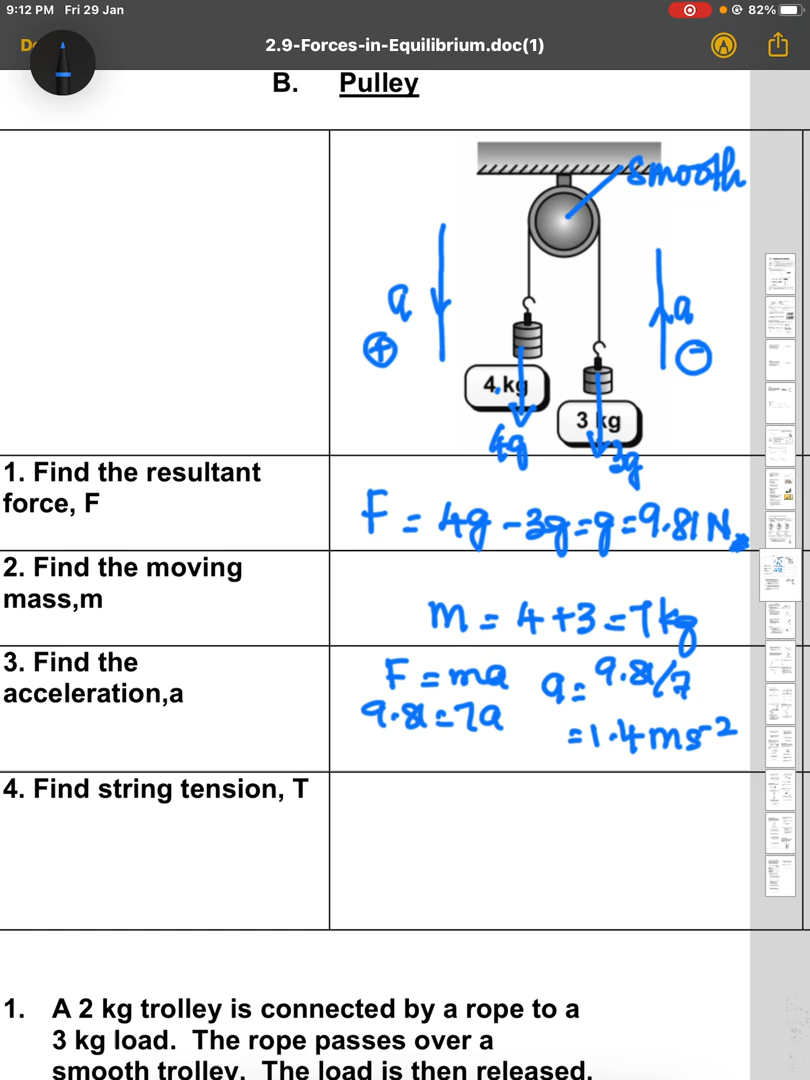 9:12 PM Fri 29 Jan
82%
2.9-Forces-in-Equilibrium.doc(1)
B. Pulley
smooth
a
a
+
−
4 kg
3 kg
4g
3g
1. Find the resultant
force, F
F = 4g - 3g = g = 9.81 N
2. Find the moving
mass,m
m = 4 + 3 = 7 kg
3. Find the
acceleration,a
F = ma
9.81 = 7a
a = 9.81/7
= 1.4 ms-2
4. Find string tension, T
1. A 2 kg trolley is connected by a rope to a
3 kg load. The rope passes over a
smooth trolley. The load is then released.